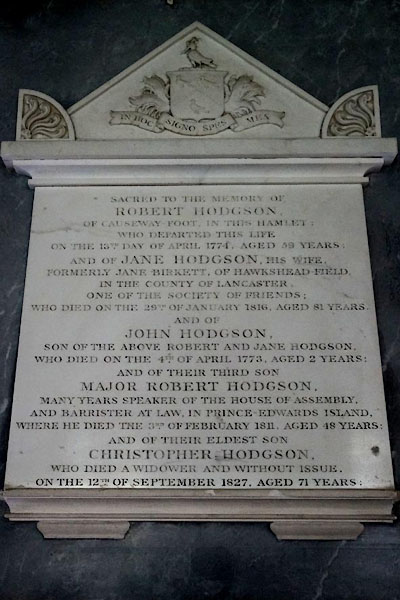 IN HOC SIGNO SPES MEA
SACRED TO THE MEMORY OF
ROBERT HODGSON,
OF CAUSEWAY-FOOT, IN THIS HAMLET:
WHO DEPARTED THIS LIFE
ON THE 13TH DAY OF APRIL 1774, AGED 59 YEARS:
AND OF JANE HODGSON, HIS WIFE,
FORMERLY JANE BIRKETT, OF HAWKSHEAD-FIELD,
IN THE COUNTY OF LANCASTER,
ONE OF THE SOCIETY OF FRIENDS;
WHO DIED ON THE 29TH OF JANUARY 1816, AGED 81 YEARS.
AND OF
JOHN HODGSON,
SON OF THE ABOVE ROBERT AND JANE HODGSON,
WHO DIED ON THE 4TH OF APRIL 1773, AGED 2 YEARS:
AND OF THEIR THIRD SON
MAJOR ROBERT HODGSON,
MANY YEARS SPEAKER OF THE HOUSE OF ASSEMBLY,
AND BARRISTER AT LAW, IN PRINCE-EDWARDS ISLAND,
WHERE HE DIED THE 3RD OF FEBRUARY 1811, AGED 48 YEARS:
AND OF THEIR ELDEST SON
CHRISTOPHER HODGSON,
WHO DIED A WIDOWER AND WITHOUT ISSUE,
ON THE 12TH OF SEPTEMBER 1827, AGED 71 YEARS: